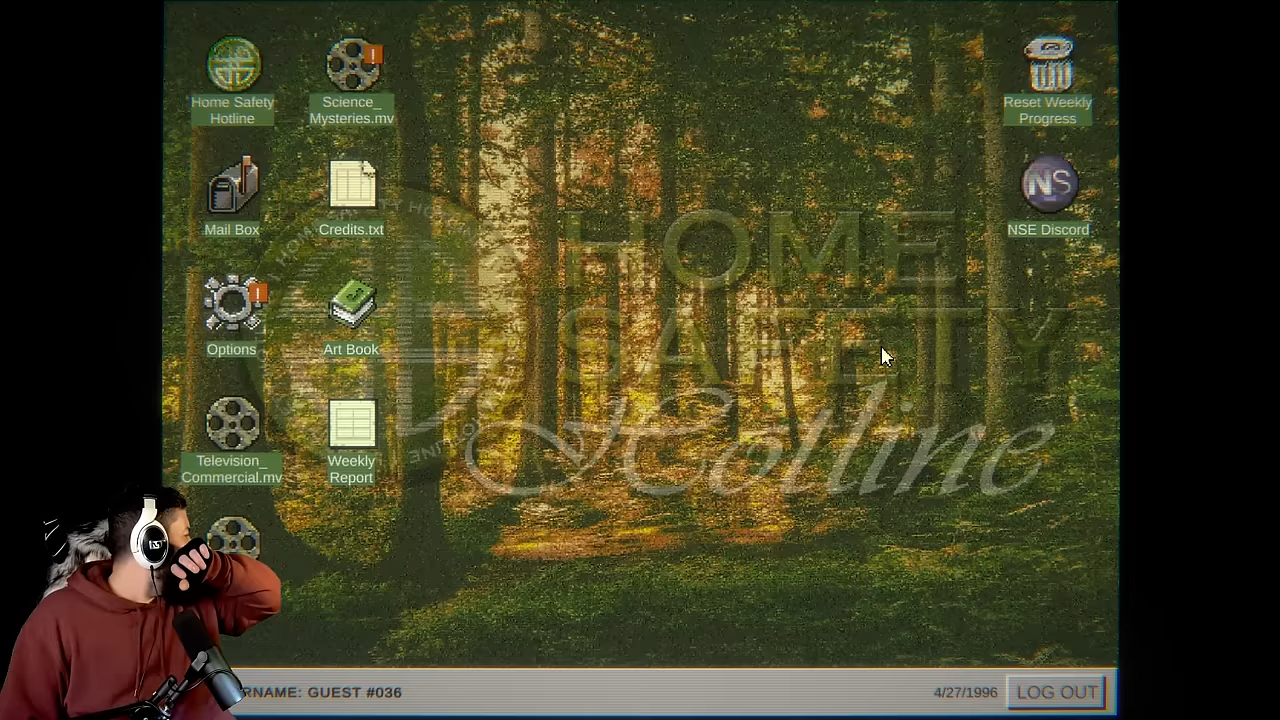 Home Safety
Hotline
Science_
Mysteries.mv
Reset Weekly
Progress
Mail Box
Credits.txt
NS
NSE Discord
Options
Art Book
Television_
Commercial.mv
Weekly
Report
HOME
SAFETY
Hotline
RNAME: GUEST #036
4/27/1996
LOG OUT